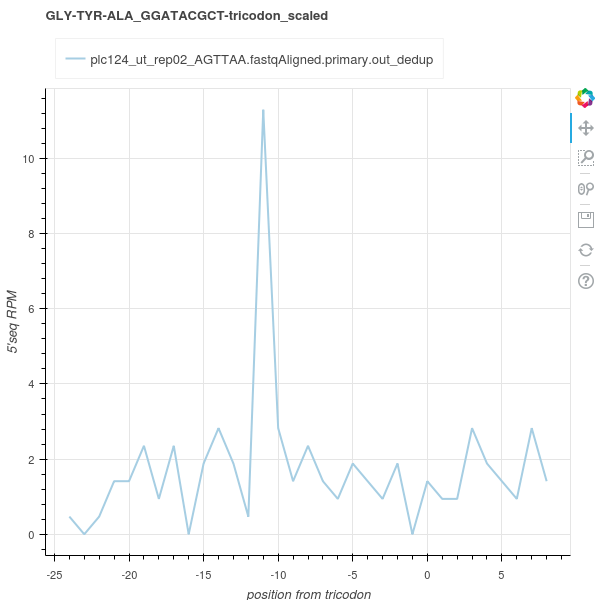 GLY-TYR-ALA_GGATACGCT-tricodon_scaled
plc124_ut_rep02_AGTTAA.fastqAligned.primary.out_dedup
10
8
6
4
2
0
5'seq RPM
-25 -20 -15 -10 -5 0 5
position from tricodon